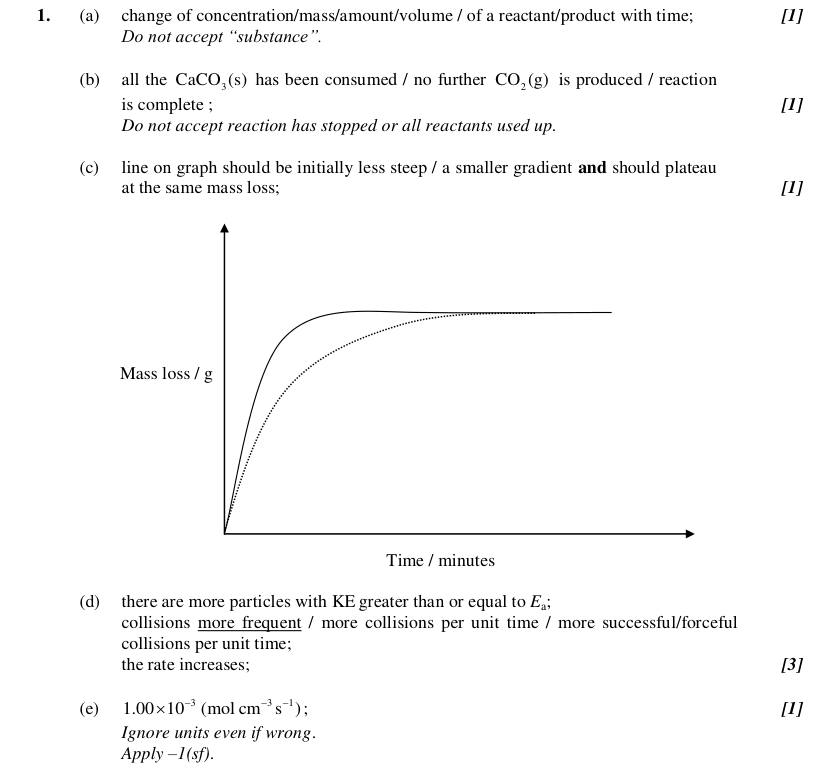 1. (a) change of concentration/mass/amount/volume / of a reactant/product with time; [1]
Do not accept “substance”.
(b) all the CaCO₃(s) has been consumed / no further CO₂(g) is produced / reaction
is complete ; [1]
Do not accept reaction has stopped or all reactants used up.
(c) line on graph should be initially less steep / a smaller gradient and should plateau
at the same mass loss; [1]
Mass loss / g
Time / minutes
(d) there are more particles with KE greater than or equal to Eₐ;
collisions more frequent / more collisions per unit time / more successful/forceful
collisions per unit time;
the rate increases; [3]
(e) 1.00×10⁻³ (mol cm⁻³ s⁻¹) ; [1]
Ignore units even if wrong.
Apply –1(sf).